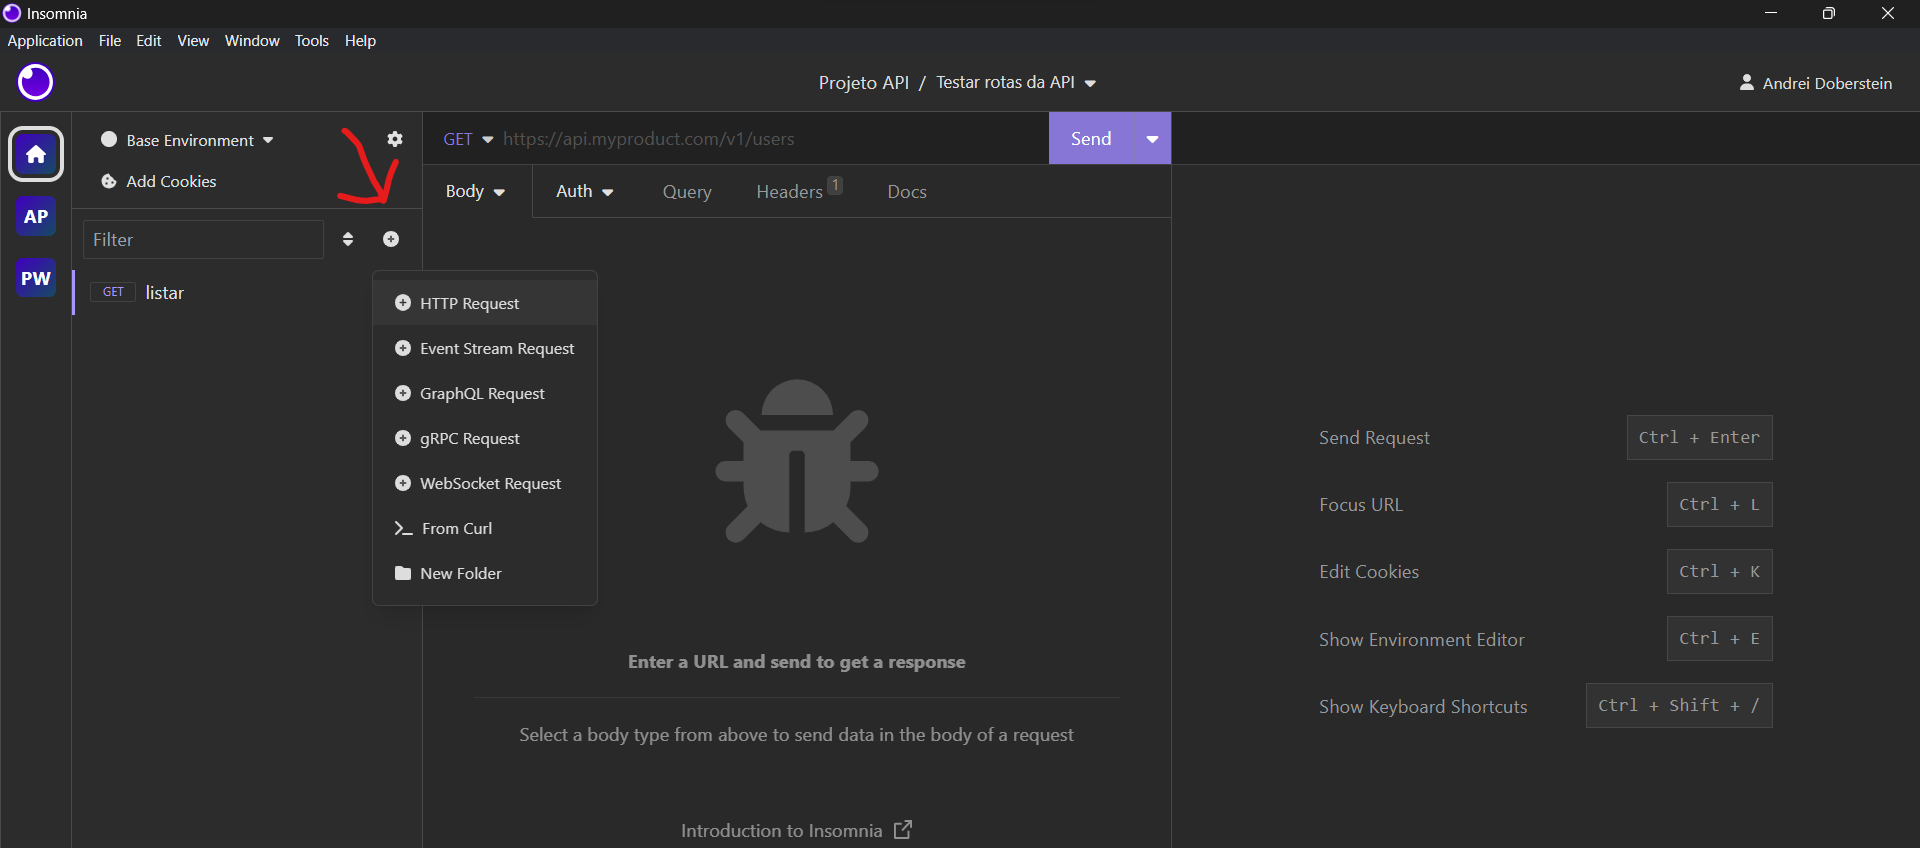 Insomnia
Application File Edit View Window Tools Help
Projeto API / Testar rotas da API
Andrei Doberstein
AP
PW
Base Environment
Add Cookies
Filter
GET listar
HTTP Request
Event Stream Request
GraphQL Request
gRPC Request
WebSocket Request
From Curl
New Folder
GET https://api.myproduct.com/v1/users Send
Body Auth Query Headers 1 Docs
Enter a URL and send to get a response
Select a body type from above to send data in the body of a request
Introduction to Insomnia
Send Request Ctrl + Enter
Focus URL Ctrl + L
Edit Cookies Ctrl + K
Show Environment Editor Ctrl + E
Show Keyboard Shortcuts Ctrl + Shift + /